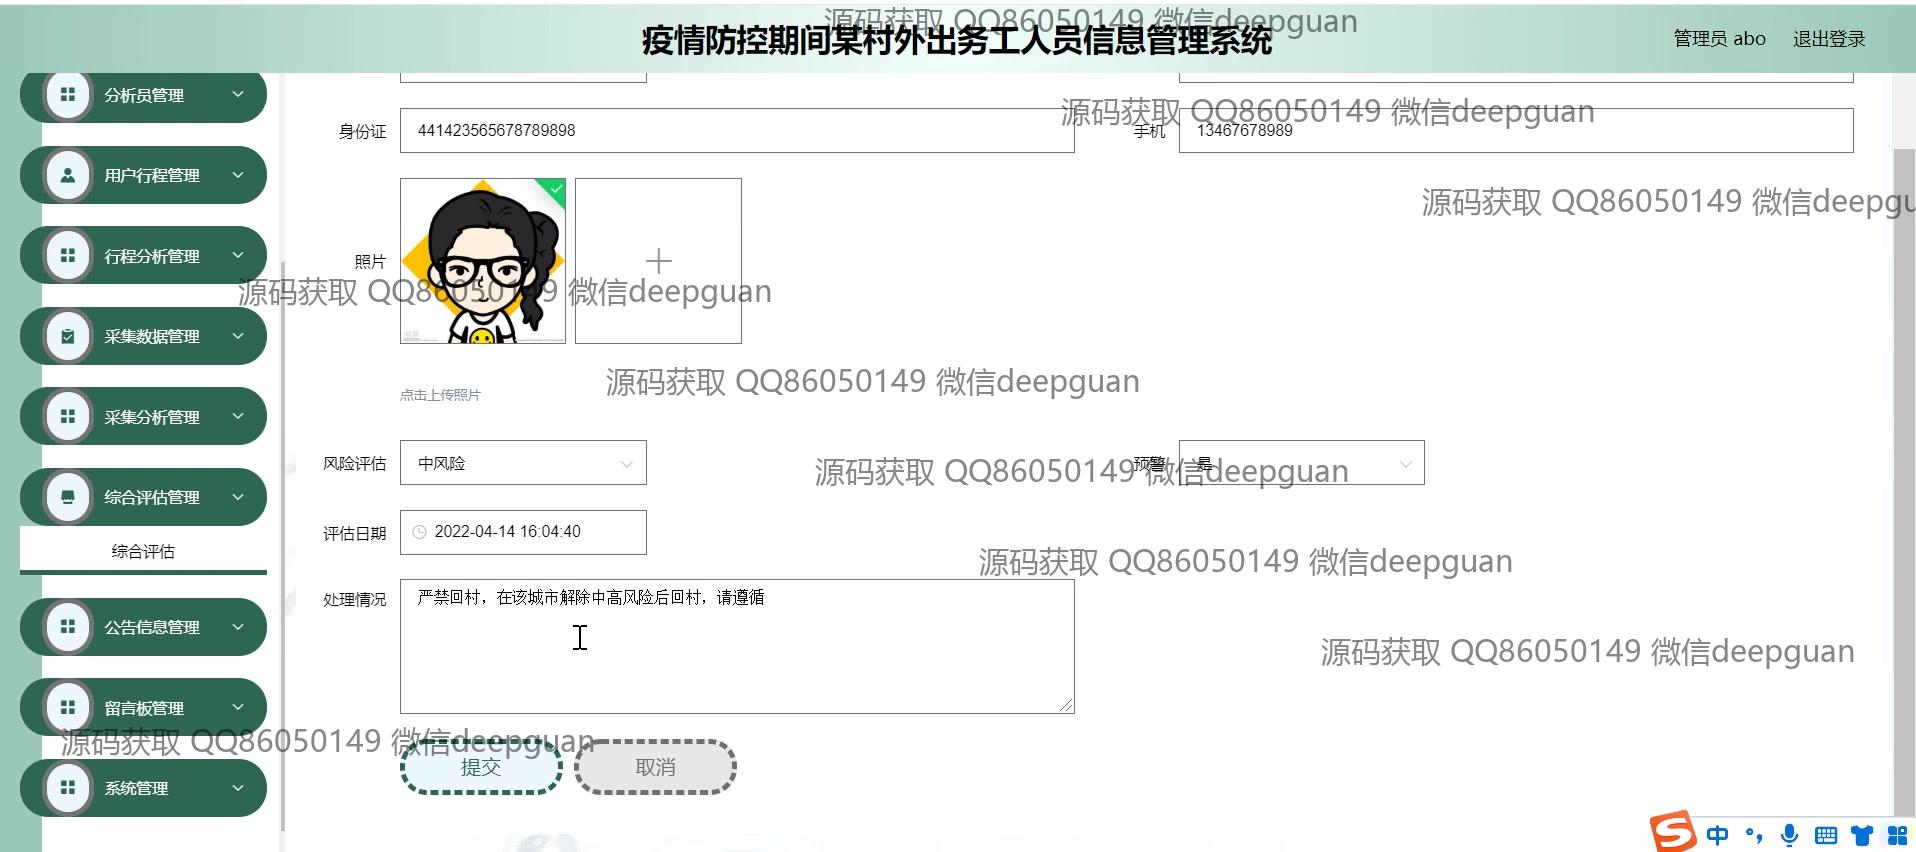 源码获取 QQ86050149 微信deepguan
疫情防控期间某村外出务工人员信息管理系统
管理员 abo
退出登录
分析员管理
用户行程管理
行程分析管理
采集数据管理
采集分析管理
综合评估管理
综合评估
公告信息管理
留言板管理
系统管理
身份证
441423565678789898
源码获取 QQ86050149 微信deepguan
手机
13467678989
源码获取 QQ86050149 微信deepgu
照片
源码获取 QQ86050149 微信deepguan
源码获取 QQ86050149 微信deepguan
点击上传照片
风险评估
中风险
源码获取 QQ86050149 微信deepguan
预警
是
评估日期
2022-04-14 16:04:40
源码获取 QQ86050149 微信deepguan
处理情况
严禁回村，在该城市解除中高风险后回村，请遵循
源码获取 QQ86050149 微信deepguan
源码获取 QQ86050149 微信deepguan
提交
取消
中